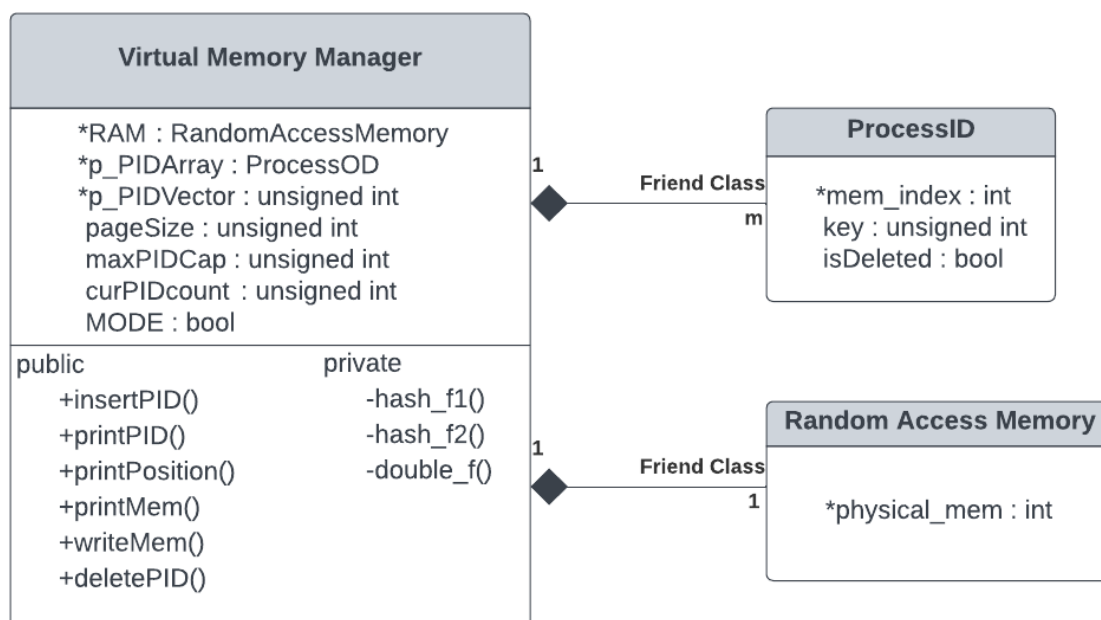 Virtual Memory Manager
*RAM : RandomAccessMemory
*p_PIDArray : ProcessOD
*p_PIDVector : unsigned int
pageSize : unsigned int
maxPIDCap : unsigned int
curPIDcount : unsigned int
MODE : bool
public
+insertPID()
+printPID()
+printPosition()
+printMem()
+writeMem()
+deletePID()
private
-hash_f1()
-hash_f2()
-double_f()
1
Friend Class
m
ProcessID
*mem_index : int
key : unsigned int
isDeleted : bool
1
Friend Class
1
Random Access Memory
*physical_mem : int